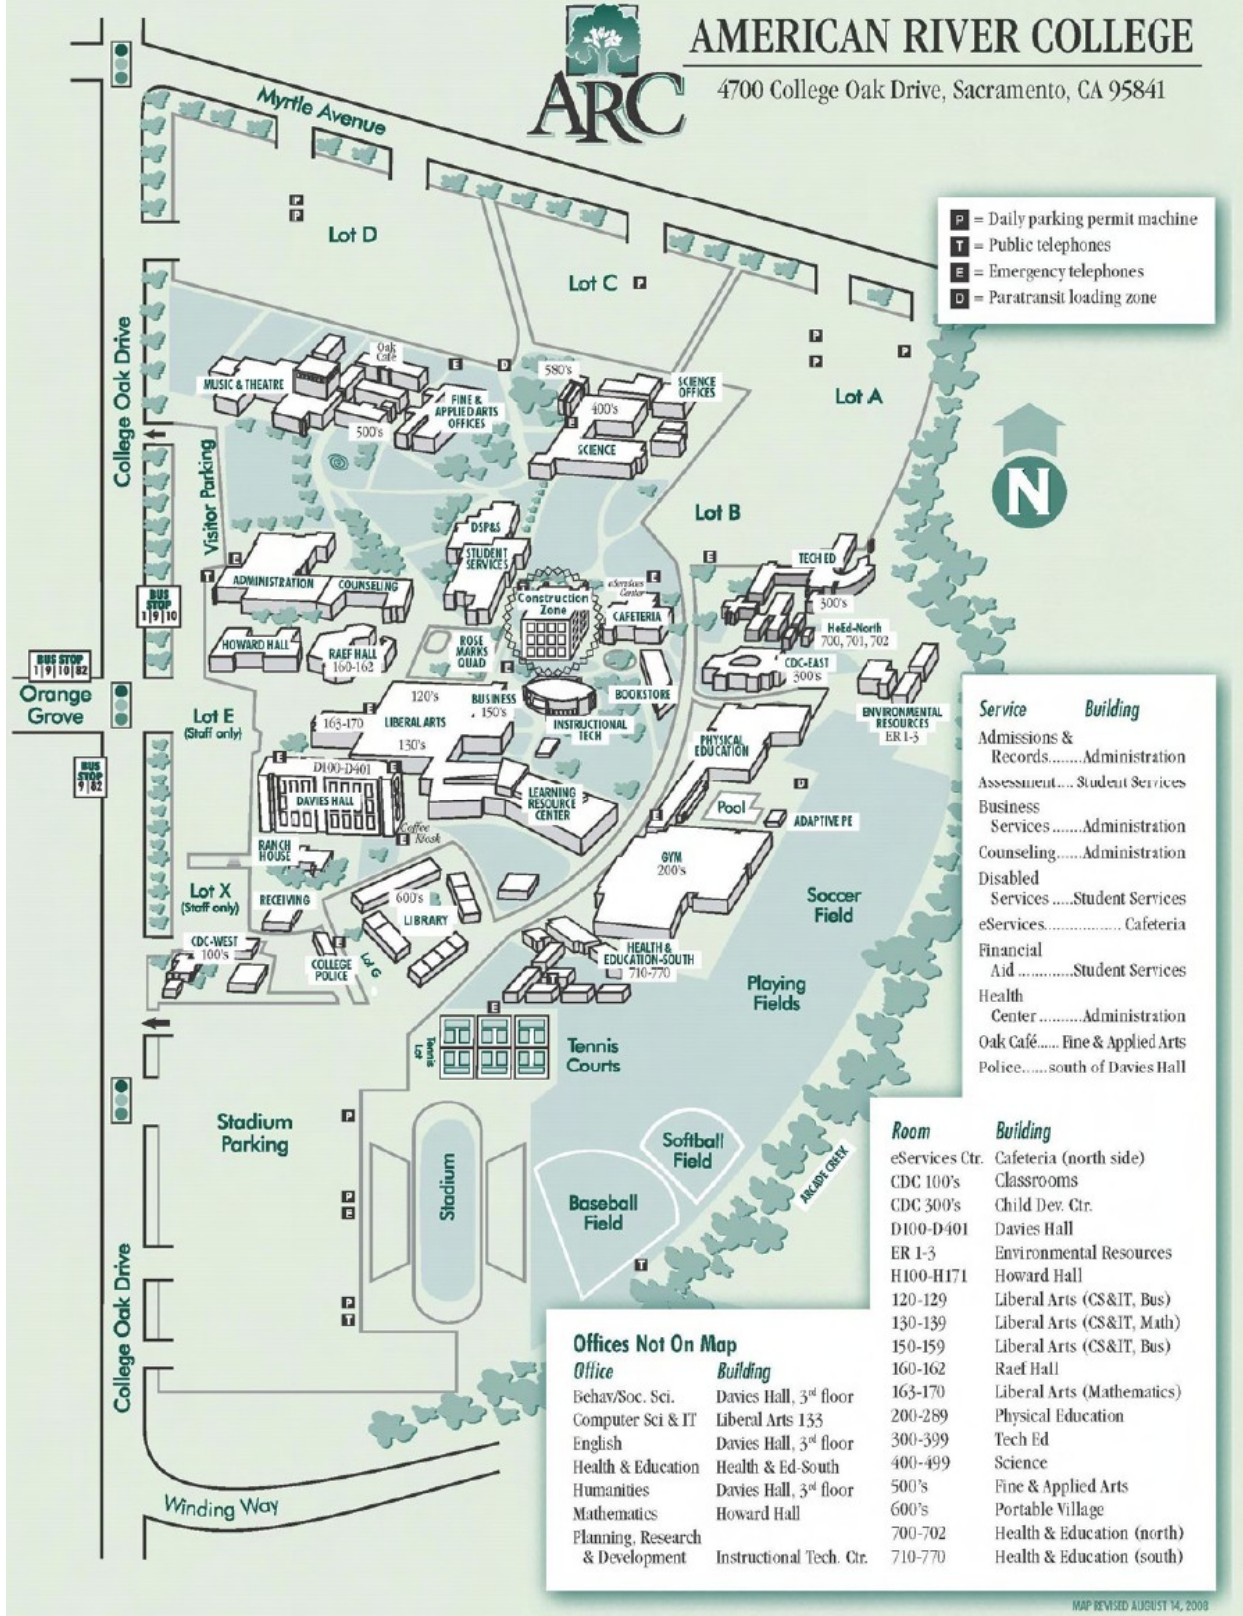 AMERICAN RIVER COLLEGE
ARC
4700 College Oak Drive, Sacramento, CA 95841
Myrtle Avenue
P = Daily parking permit machine
T = Public telephones
E = Emergency telephones
D = Paratransit loading zone
P
P
Lot D
Lot C P
P
P
P
Lot A
College Oak Drive
Oak
Café
E
D
580's
MUSIC & THEATRE
SCIENCE
OFFICES
FINE &
APPLIED ARTS
OFFICES
400's
E
500's
SCIENCE
N
Visitor Parking
Lot B
DSP&S
STUDENT
SERVICES
E
TECH ED
E
T
ADMINISTRATION
COUNSELING
eServices
Center
E
BUS
STOP
1|9|10
Construction
Zone
300's
CAFETERIA
HeEd-North
700, 701, 702
HOWARD HALL
RAEF HALL
160-162
ROSE
MARKS
QUAD
E
BUS STOP
1|9|10|82
CDC-EAST
300's
Orange
Grove
120's
BUSINESS
150's
BOOKSTORE
Lot E
(Staff only)
E
163-170
LIBERAL ARTS
INSTRUCTIONAL
TECH
ENVIRONMENTAL
RESOURCES
ER 1-3
130's
PHYSICAL
EDUCATION
E
D100-D401
E
BUS
STOP
9|82
DAVIES HALL
LEARNING
RESOURCE
CENTER
D
Pool
E
ADAPTIVE PE
Coffee
Kiosk
E
RANCH
HOUSE
GYM
200's
Lot X
(Staff only)
RECEIVING
600's
LIBRARY
Soccer
Field
CDC-WEST
100's
E
COLLEGE
POLICE
Lot G
HEALTH &
EDUCATION-SOUTH
710-770
T
Playing
Fields
E
Tennis
Lot
Tennis
Courts
Stadium
Parking
P
Stadium
Softball
Field
ARCADE CREEK
P
E
Baseball
Field
T
P
T
College Oak Drive
Winding Way
Service Building
Admissions &
Records.......Administration
Assessment.... Student Services
Business
Services .......Administration
Counseling......Administration
Disabled
Services .....Student Services
eServices.................. Cafeteria
Financial
Aid .............Student Services
Health
Center ..........Administration
Oak Café...... Fine & Applied Arts
Police......south of Davies Hall
Room Building
eServices Ctr. Cafeteria (north side)
CDC 100's Classrooms
CDC 300's Child Dev. Ctr.
D100-D401 Davies Hall
ER 1-3 Environmental Resources
H100-H171 Howard Hall
120-129 Liberal Arts (CS&IT, Bus)
130-139 Liberal Arts (CS&IT, Math)
150-159 Liberal Arts (CS&IT, Bus)
160-162 Raef Hall
163-170 Liberal Arts (Mathematics)
200-289 Physical Education
300-399 Tech Ed
400-499 Science
500's Fine & Applied Arts
600's Portable Village
700-702 Health & Education (north)
710-770 Health & Education (south)
Offices Not On Map
Office Building
Behav/Soc. Sci. Davies Hall, 3rd floor
Computer Sci & IT Liberal Arts 133
English Davies Hall, 3rd floor
Health & Education Health & Ed-South
Humanities Davies Hall, 3rd floor
Mathematics Howard Hall
Planning, Research
& Development Instructional Tech. Ctr.
MAP REVISED AUGUST 14, 2008